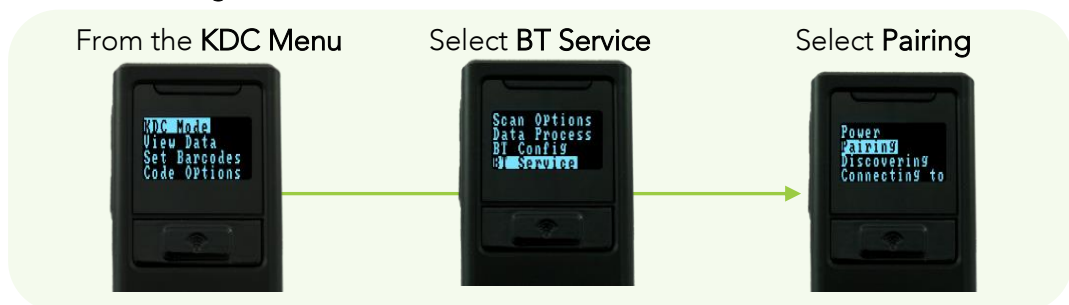 From the KDC Menu
Select BT Service
Select Pairing
KDC Mode
View Data
Set Barcodes
Code Options
Scan Options
Data Process
BT Config
BT Service
Power
Pairing
Discovering
Connecting to